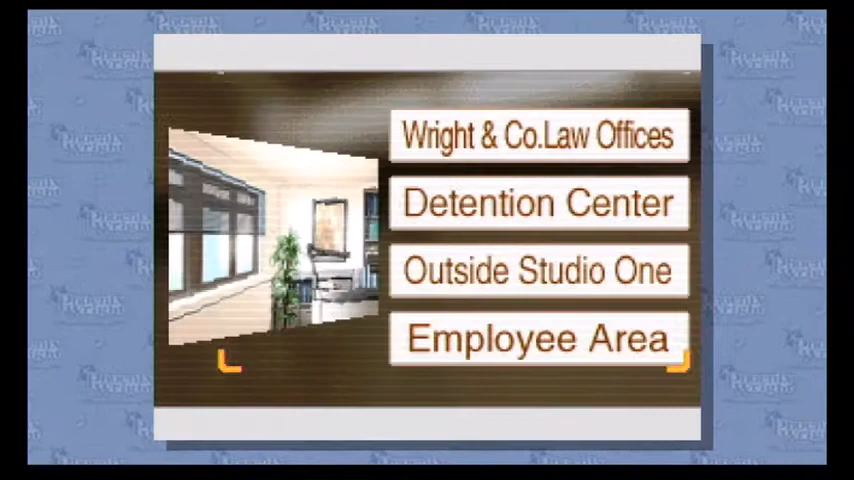 Wright & Co.Law Offices
Detention Center
Outside Studio One
Employee Area